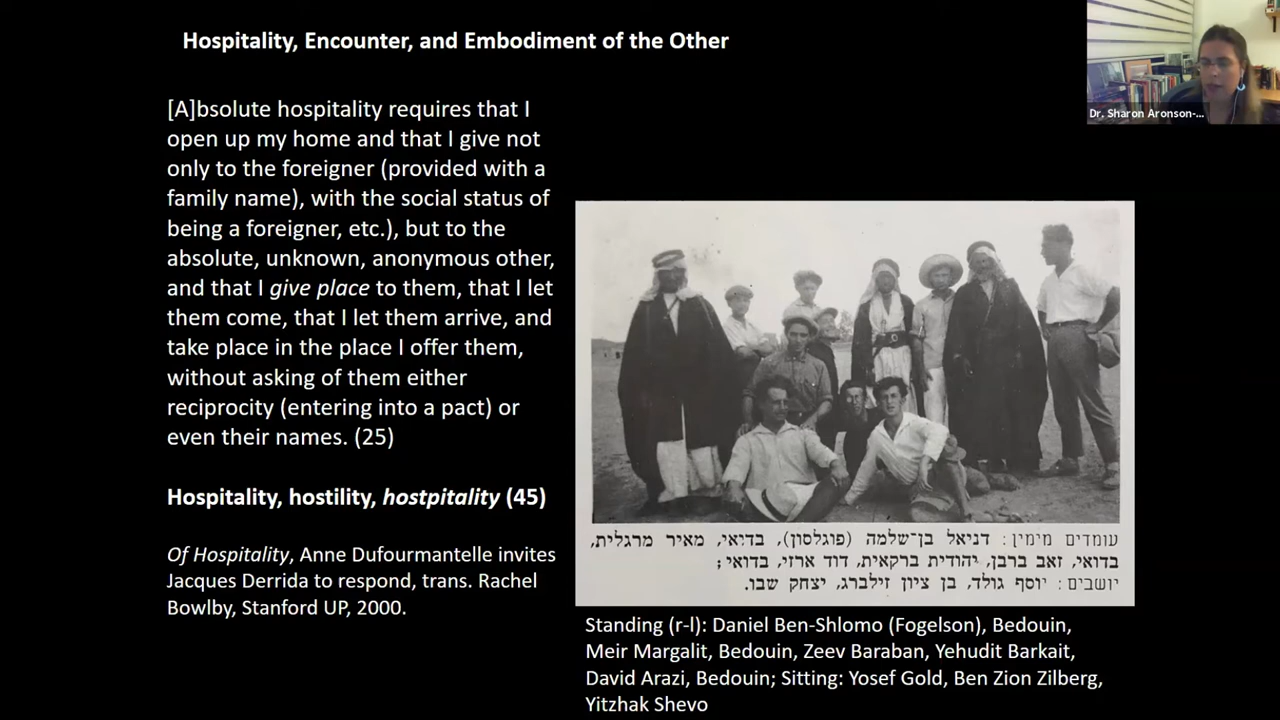 Hospitality, Encounter, and Embodiment of the Other
[A]bsolute hospitality requires that I
open up my home and that I give not
only to the foreigner (provided with a
family name), with the social status of
being a foreigner, etc.), but to the
absolute, unknown, anonymous other,
and that I give place to them, that I let
them come, that I let them arrive, and
take place in the place I offer them,
without asking of them either
reciprocity (entering into a pact) or
even their names. (25)
Hospitality, hostility, hostpitality (45)
Of Hospitality, Anne Dufourmantelle invites
Jacques Derrida to respond, trans. Rachel
Bowlby, Stanford UP, 2000.
Dr. Sharon Aronson-...
עומדים מימין: דניאל בן־שלמה (פוגלסון), בדואי, מאיר מרגלית,
בדואי, זאב ברבן, יהודית ברקאית, דוד ארזי, בדואי;
יושבים: יוסף גולד, בן ציון זילברג, יצחק שבו.
Standing (r-l): Daniel Ben-Shlomo (Fogelson), Bedouin,
Meir Margalit, Bedouin, Zeev Baraban, Yehudit Barkait,
David Arazi, Bedouin; Sitting: Yosef Gold, Ben Zion Zilberg,
Yitzhak Shevo